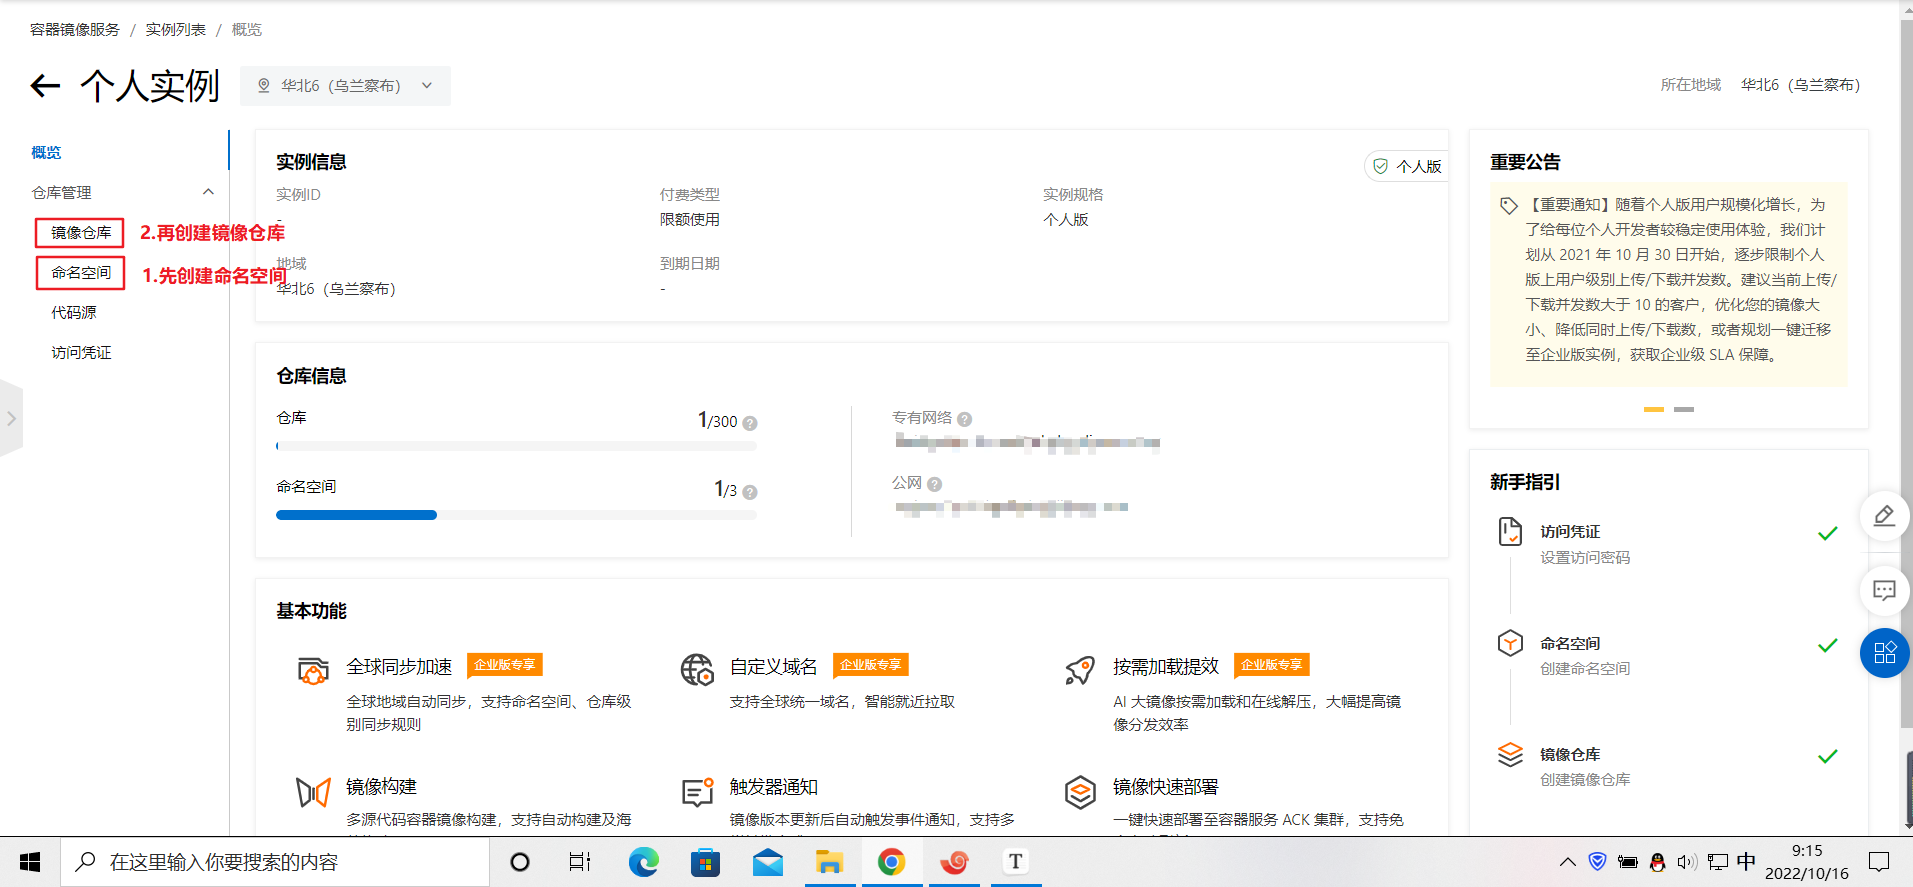 容器镜像服务 / 实例列表 / 概览
个人实例
华北6（乌兰察布）
所在地域 华北6（乌兰察布）
概览
仓库管理
镜像仓库
2.再创建镜像仓库
命名空间
1.先创建命名空间
代码源
访问凭证
实例信息
个人版
实例ID
-
付费类型
限额使用
实例规格
个人版
地域
华北6（乌兰察布）
到期日期
-
仓库信息
仓库
1/300
命名空间
1/3
专有网络
公网
基本功能
全球同步加速 企业版专享
全球地域自动同步，支持命名空间、仓库级
别同步规则
自定义域名 企业版专享
支持全球统一域名，智能就近拉取
按需加载提效 企业版专享
AI 大镜像按需加载和在线解压，大幅提高镜
像分发效率
镜像构建
多源代码容器镜像构建，支持自动构建及海
触发器通知
镜像版本更新后自动触发事件通知，支持多
镜像快速部署
一键快速部署至容器服务 ACK 集群，支持免
重要公告
【重要通知】随着个人版用户规模化增长，为
了给每位个人开发者较稳定使用体验，我们计
划从 2021 年 10 月 30 日开始，逐步限制个人
版上用户级别上传/下载并发数。建议当前上传/
下载并发数大于 10 的客户，优化您的镜像大
小、降低同时上传/下载数，或者规划一键迁移
至企业版实例，获取企业级 SLA 保障。
新手指引
访问凭证
设置访问密码
命名空间
创建命名空间
镜像仓库
创建镜像仓库
在这里输入你要搜索的内容
T
中
9:15
2022/10/16